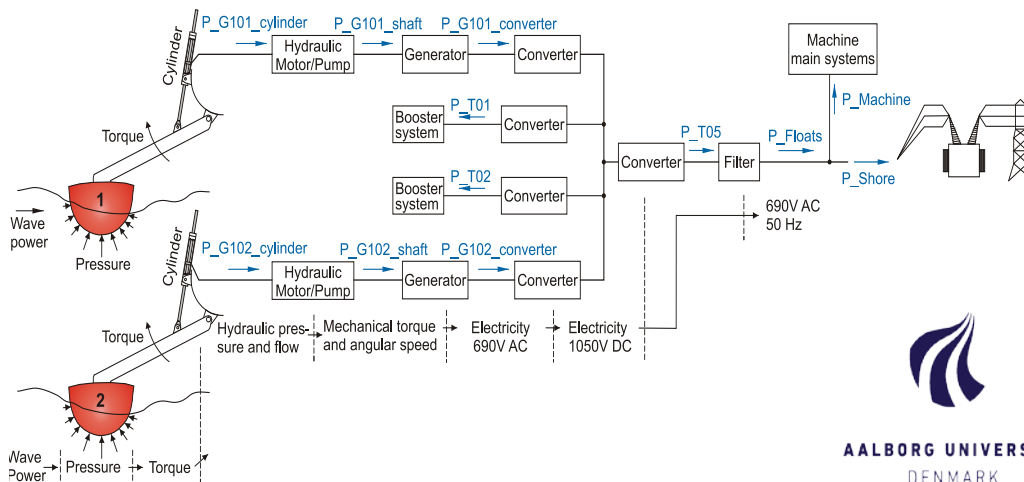 P_G101_cylinder
P_G101_shaft
P_G101_converter
Cylinder
Hydraulic
Motor/Pump
Generator
Converter
Machine
main systems
P_Machine
Torque
Booster
system
P_T01
Converter
P_T05
P_Floats
Converter
Filter
P_Shore
Booster
system
P_T02
Converter
1
Wave
power
Pressure
690V AC
50 Hz
P_G102_cylinder
P_G102_shaft
P_G102_converter
Cylinder
Hydraulic
Motor/Pump
Generator
Converter
Torque
Hydraulic pres-
sure and flow
Mechanical torque
and angular speed
Electricity
690V AC
Electricity
1050V DC
2
Wave
Power
Pressure
Torque
AALBORG UNIVERS
DENMARK